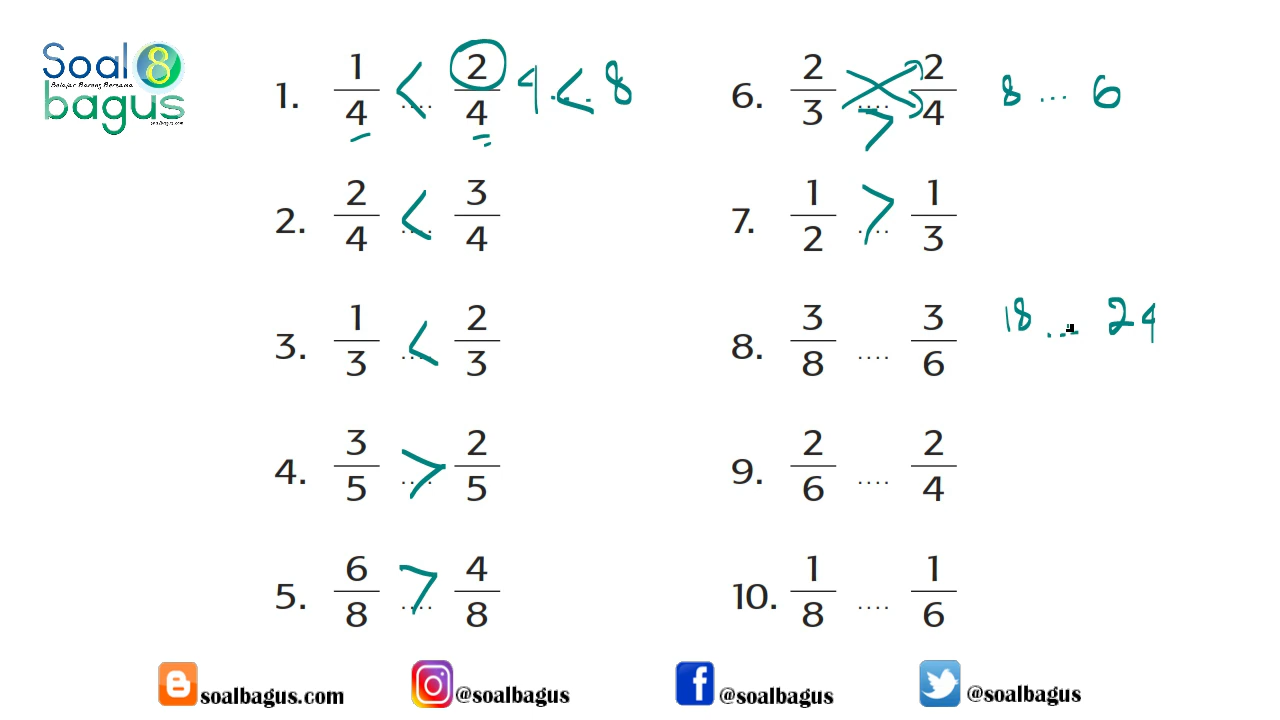 Soal 8
Belajar Bareng Bersama
bagus
soalbagus.com
1. 1/4 <.... 2/4 4 .<. 8
2. 2/4 <.... 3/4
3. 1/3 <.... 2/3
4. 3/5 >.... 2/5
5. 6/8 >.... 4/8
6. 2/3 ....> 2/4 8 ... 6
7. 1/2 >.... 1/3
8. 3/8 .... 3/6 18 ... 24
9. 2/6 .... 2/4
10. 1/8 .... 1/6
soalbagus.com
@soalbagus
@soalbagus
@soalbagus